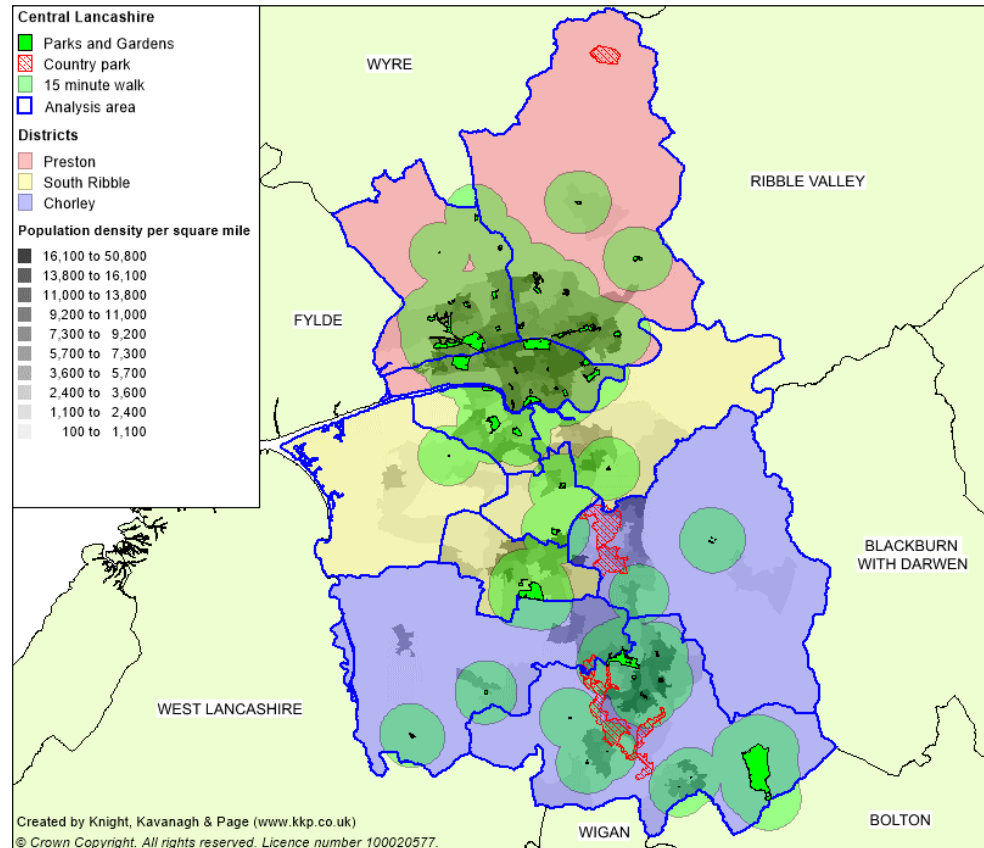 Central Lancashire
Parks and Gardens
Country park
15 minute walk
Analysis area
Districts
Preston
South Ribble
Chorley
Population density per square mile
16,100 to 50,800
13,800 to 16,100
11,000 to 13,800
9,200 to 11,000
7,300 to 9,200
5,700 to 7,300
3,600 to 5,700
2,400 to 3,600
1,100 to 2,400
100 to 1,100
WYRE
RIBBLE VALLEY
FYLDE
BLACKBURN
WITH DARWEN
WEST LANCASHIRE
BOLTON
WIGAN
Created by Knight, Kavanagh & Page (www.kkp.co.uk)
© Crown Copyright. All rights reserved. Licence number 100020577.